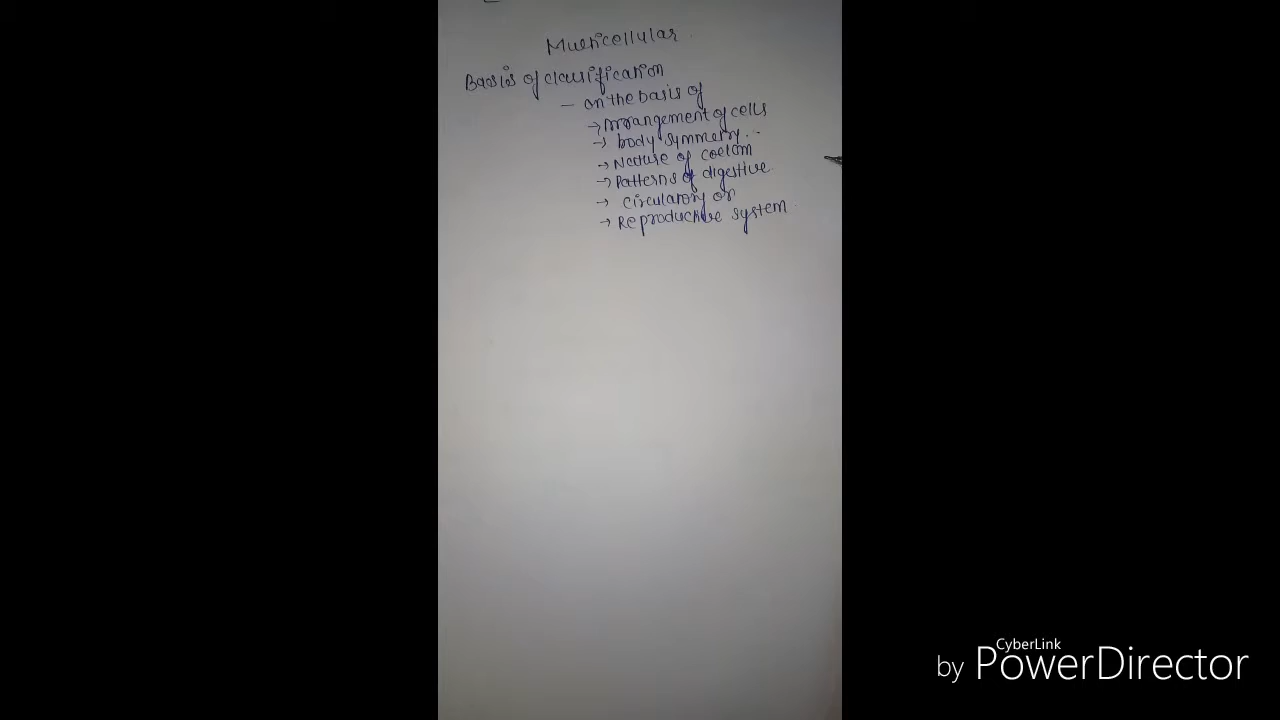 Multicellular
Basis of classification
- on the basis of
→ Arrangement of cells
→ body symmetry.
→ Nature of coelom
→ Patterns of digestive
→ circulatory or
→ Reproductive system.
CyberLink
by PowerDirector